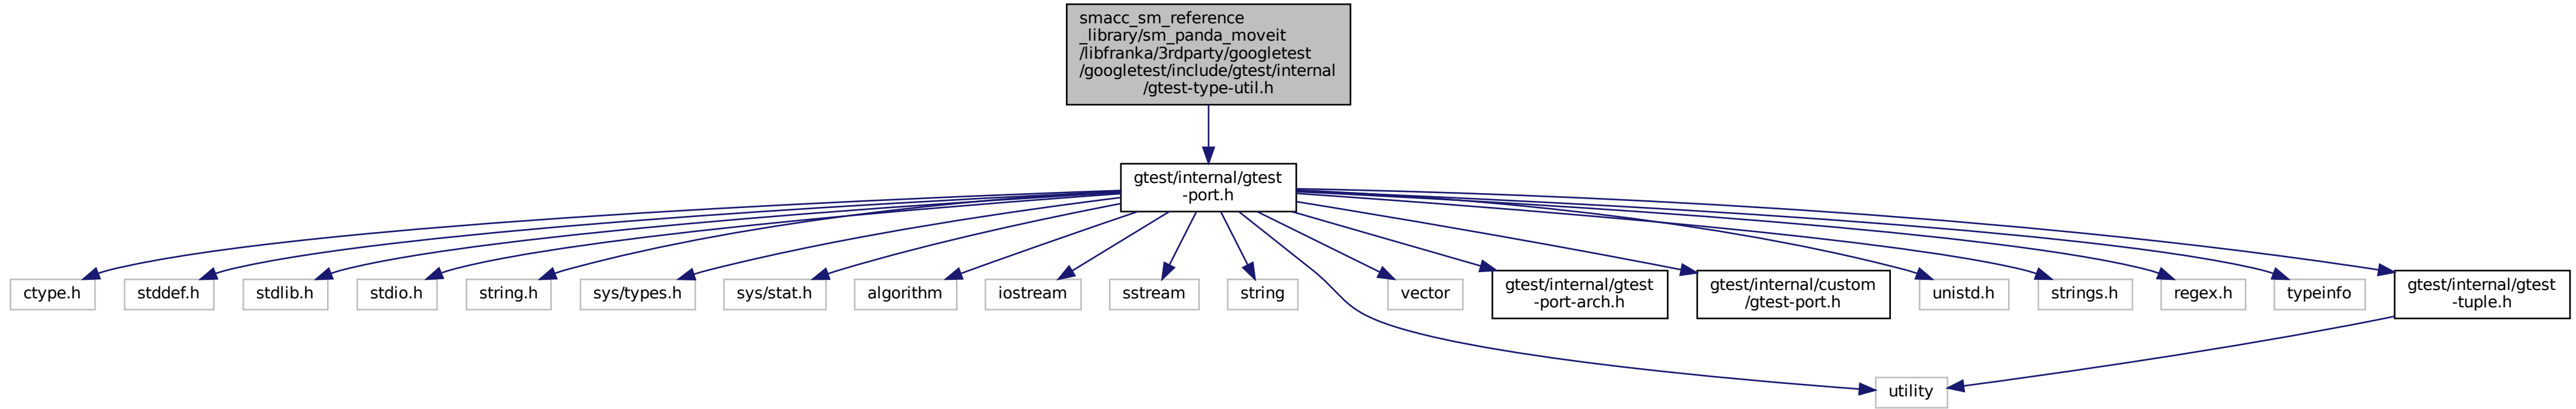 smacc_sm_reference
_library/sm_panda_moveit
/libfranka/3rdparty/googletest
/googletest/include/gtest/internal
/gtest-type-util.h
gtest/internal/gtest
-port.h
ctype.h
stddef.h
stdlib.h
stdio.h
string.h
sys/types.h
sys/stat.h
algorithm
iostream
sstream
string
vector
gtest/internal/gtest
-port-arch.h
gtest/internal/custom
/gtest-port.h
unistd.h
strings.h
regex.h
typeinfo
gtest/internal/gtest
-tuple.h
utility